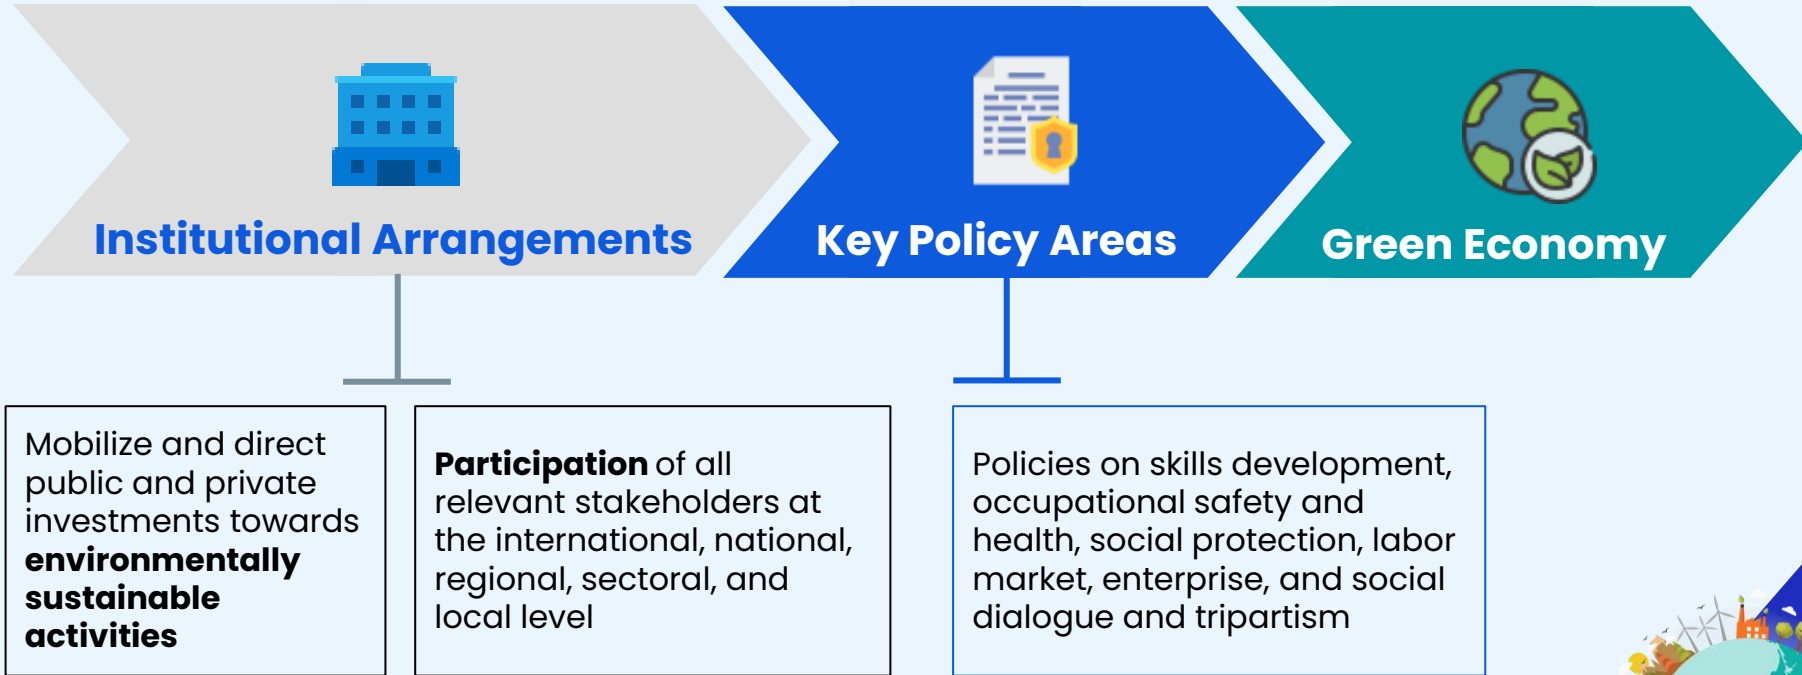 Institutional Arrangements
Key Policy Areas
Green Economy
Mobilize and direct
public and private
investments towards
environmentally
sustainable
activities
Participation of all
relevant stakeholders at
the international, national,
regional, sectoral, and
local level
Policies on skills development,
occupational safety and
health, social protection, labor
market, enterprise, and social
dialogue and tripartism